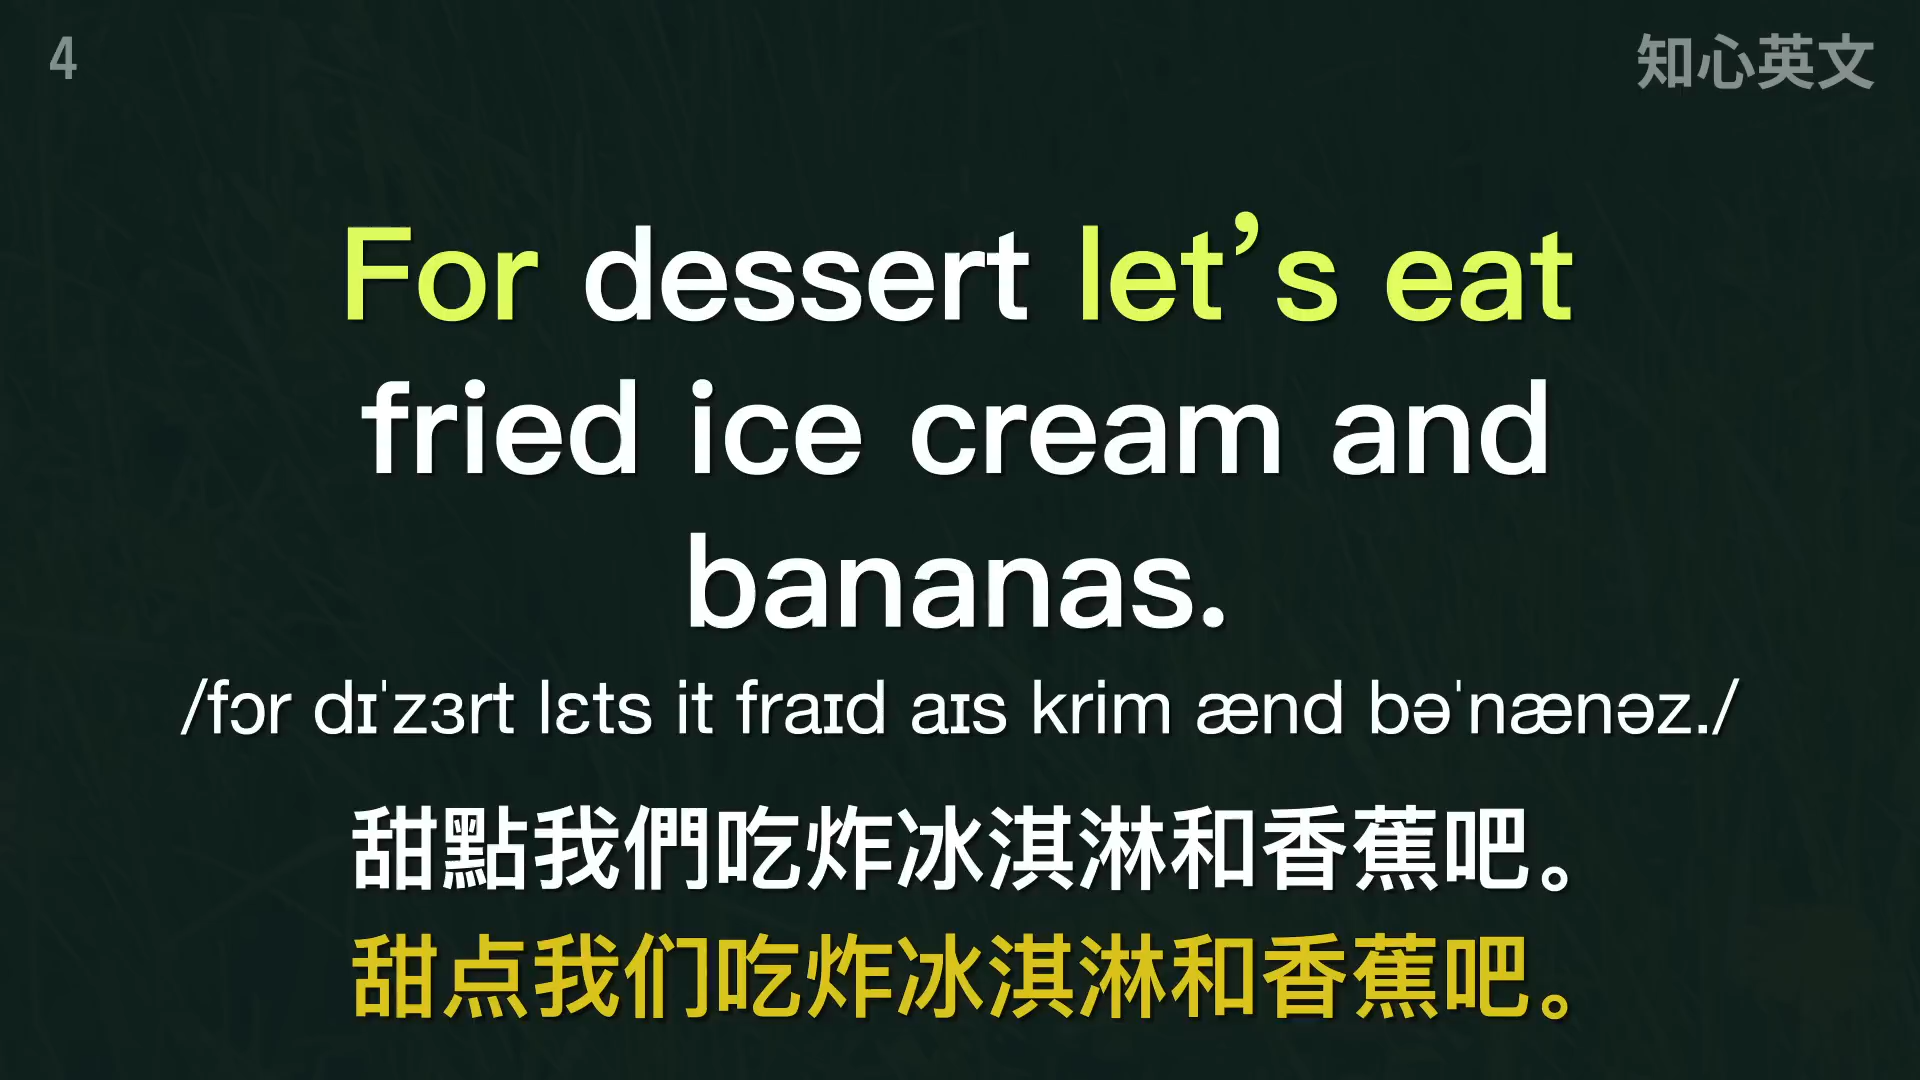 4
知心英文
For dessert let’s eat
fried ice cream and
bananas.
/fɔr dɪˈzɜrt lɛts it fraɪd aɪs krim ænd bəˈnænəz./
甜點我們吃炸冰淇淋和香蕉吧。
甜点我们吃炸冰淇淋和香蕉吧。